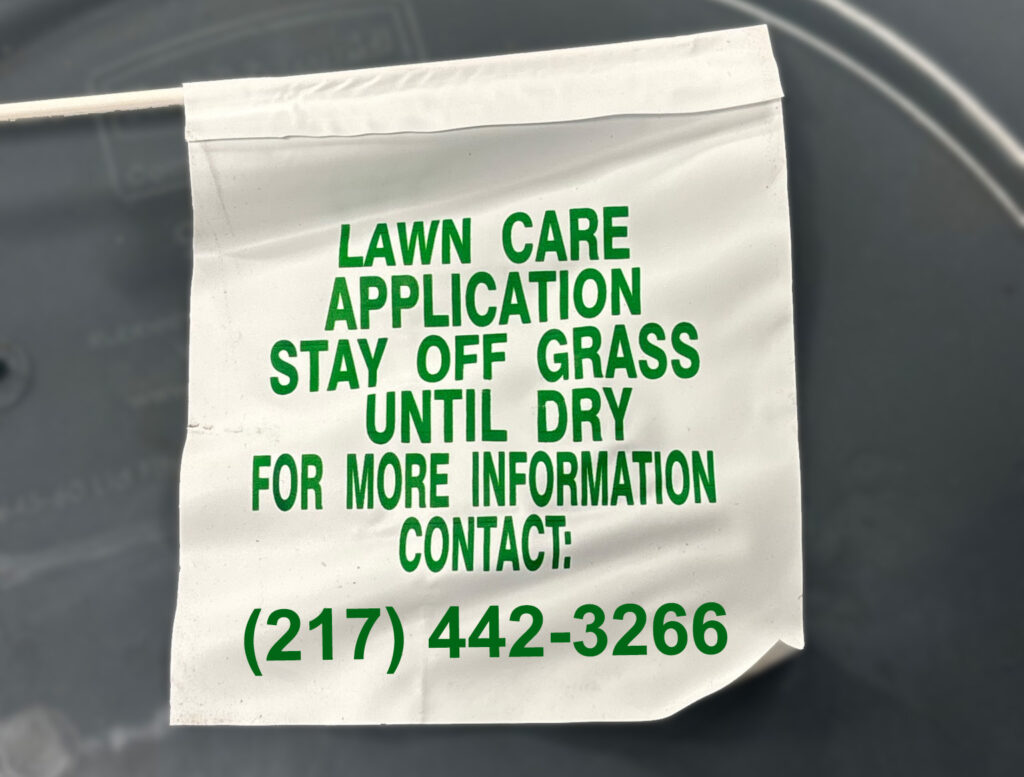 LAWN CARE
APPLICATION
STAY OFF GRASS
UNTIL DRY
FOR MORE INFORMATION
CONTACT:
(217) 442-3266